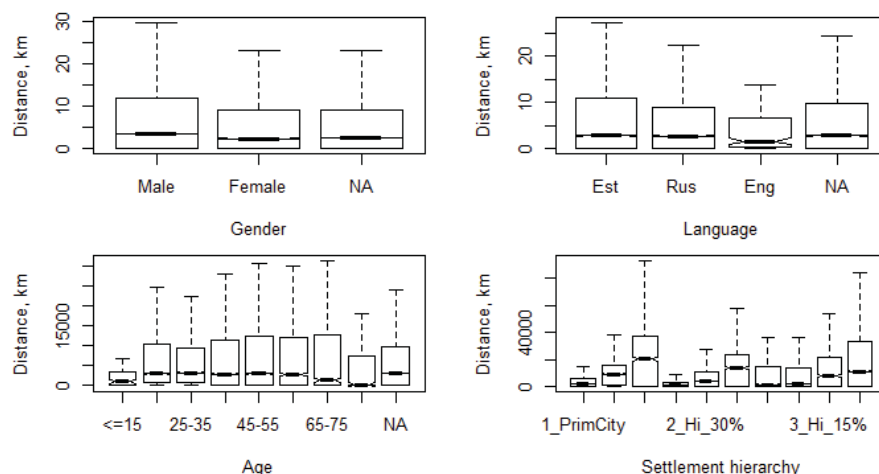 Distance, km
0 10 20 30
Male Female NA
Gender
Distance, km
0 10 20
Est Rus Eng NA
Language
Distance, km
0 15000
<=15 25-35 45-55 65-75 NA
Age
Distance, km
0 40000
1_PrimCity 2_Hi_30% 3_Hi_15%
Settlement hierarchy